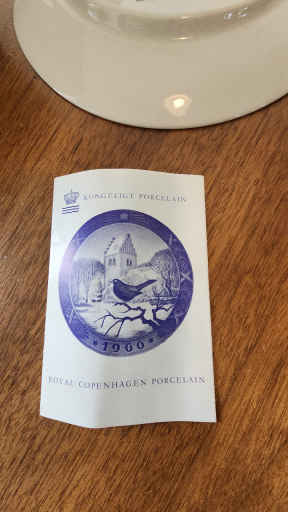 KONGELIGT PORCELAIN
1966
ROYAL COPENHAGEN PORCELAIN